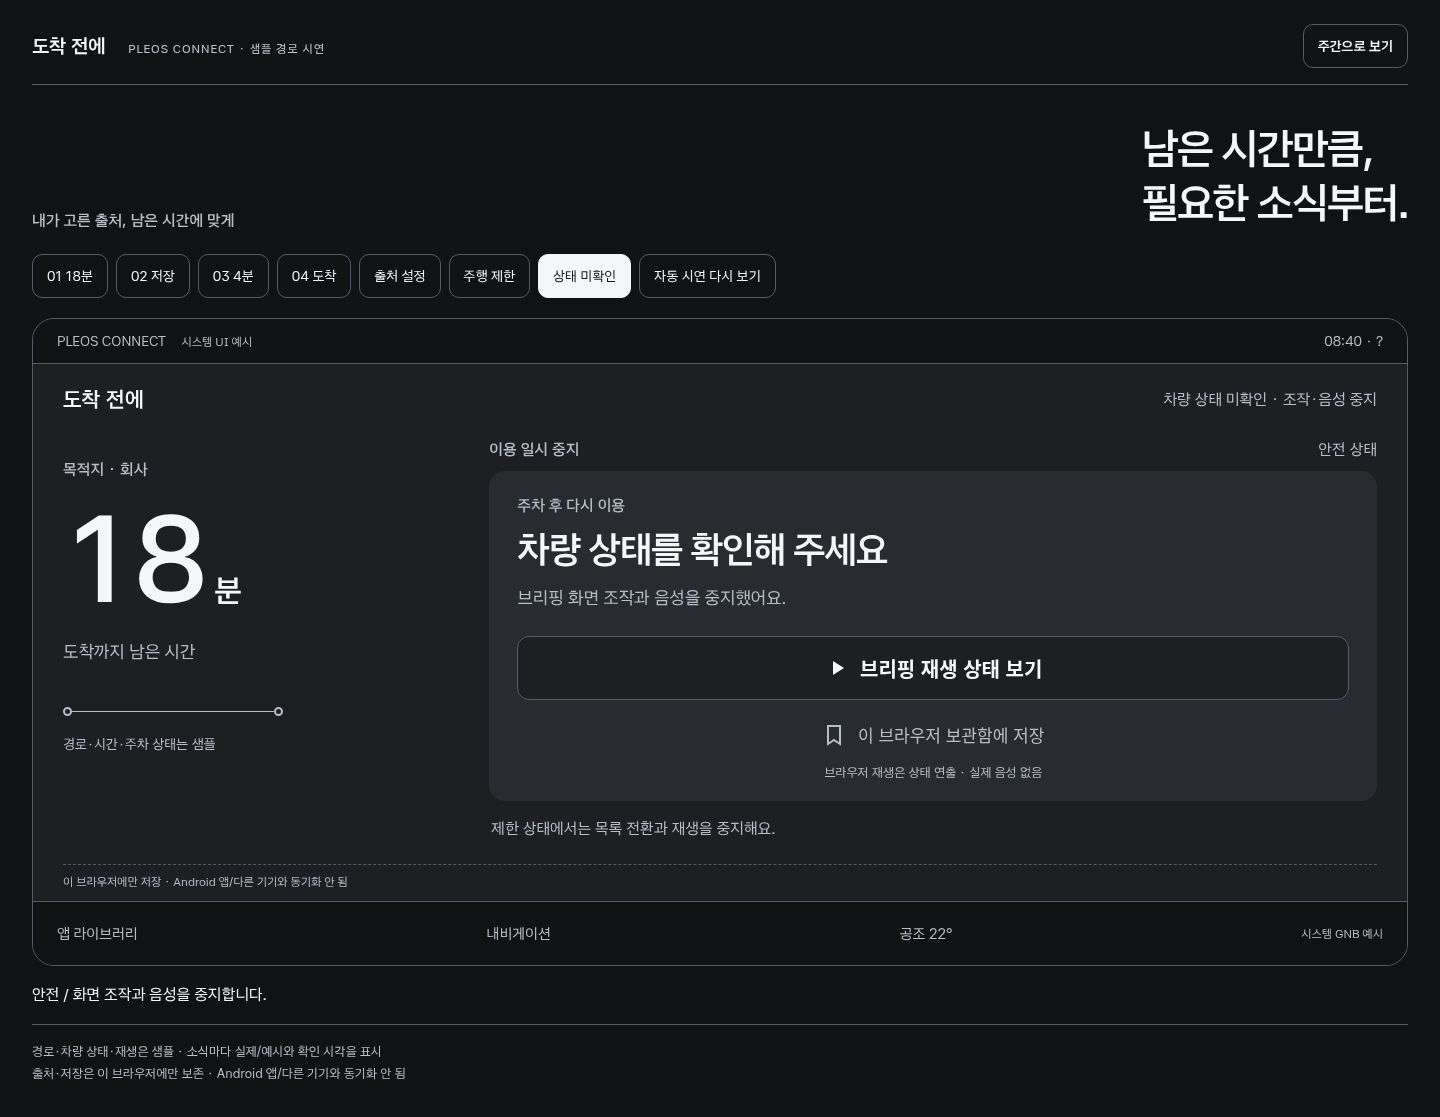 도착 전에
PLEOS CONNECT · 샘플 경로 시연
주간으로 보기
남은 시간만큼,
필요한 소식부터.
내가 고른 출처, 남은 시간에 맞게
01 18분
02 저장
03 4분
04 도착
출처 설정
주행 제한
상태 미확인
자동 시연 다시 보기
PLEOS CONNECT
시스템 UI 예시
08:40 · ?
도착 전에
차량 상태 미확인 · 조작·음성 중지
목적지 · 회사
18분
도착까지 남은 시간
경로·시간·주차 상태는 샘플
이용 일시 중지
안전 상태
주차 후 다시 이용
차량 상태를 확인해 주세요
브리핑 화면 조작과 음성을 중지했어요.
브리핑 재생 상태 보기
이 브라우저 보관함에 저장
브라우저 재생은 상태 연출 · 실제 음성 없음
제한 상태에서는 목록 전환과 재생을 중지해요.
이 브라우저에만 저장 · Android 앱/다른 기기와 동기화 안 됨
앱 라이브러리
내비게이션
공조 22°
시스템 GNB 예시
안전 / 화면 조작과 음성을 중지합니다.
경로·차량 상태·재생은 샘플 · 소식마다 실제/예시와 확인 시각을 표시
출처·저장은 이 브라우저에만 보존 · Android 앱/다른 기기와 동기화 안 됨